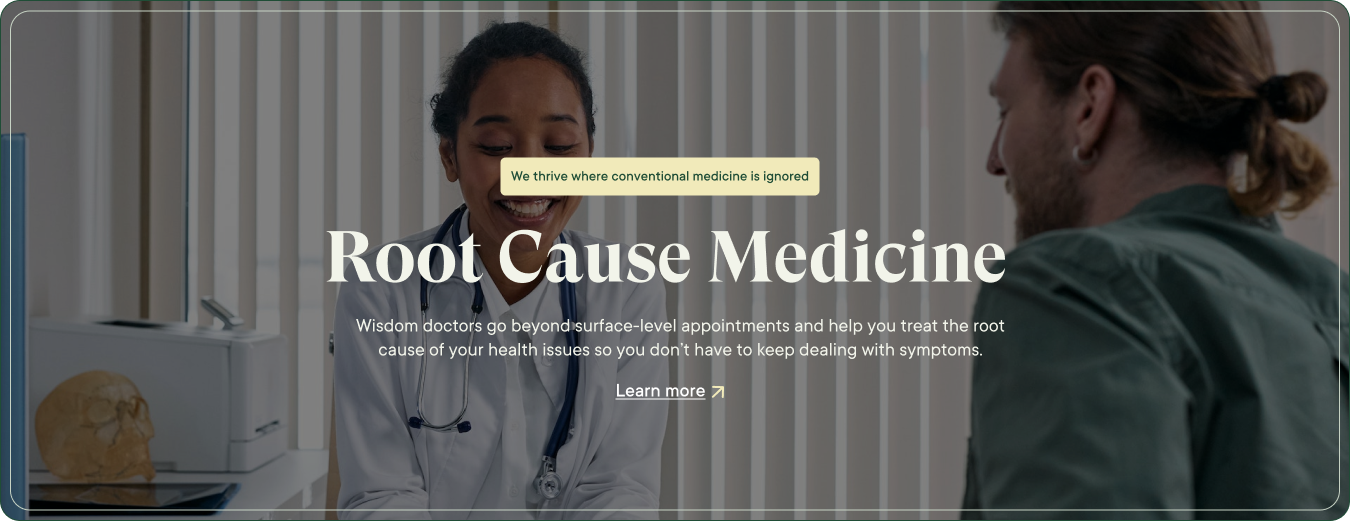 We thrive where conventional medicine is ignored
Root Cause Medicine
Wisdom doctors go beyond surface-level appointments and help you treat the root
cause of your health issues so you don’t have to keep dealing with symptoms.
Learn more